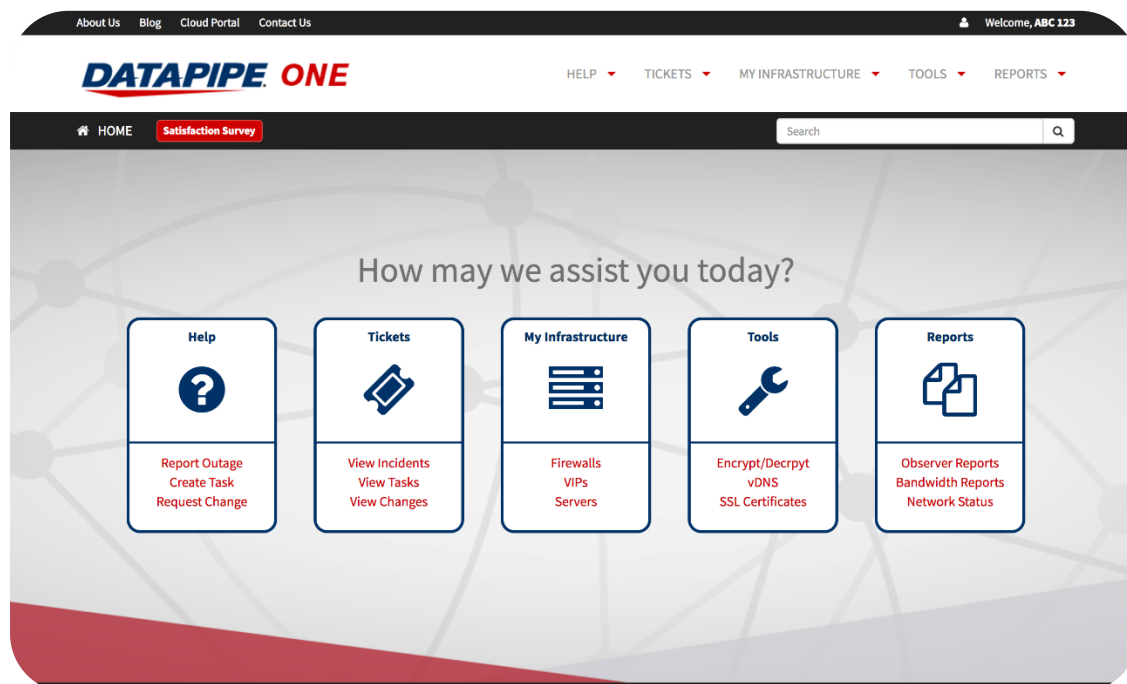 About Us Blog Cloud Portal Contact Us Welcome, ABC 123
DATAPIPE. ONE
HELP TICKETS MY INFRASTRUCTURE TOOLS REPORTS
HOME Satisfaction Survey Search
How may we assist you today?
Help
Report Outage
Create Task
Request Change
Tickets
View Incidents
View Tasks
View Changes
My Infrastructure
Firewalls
VIPs
Servers
Tools
Encrypt/Decrpyt
vDNS
SSL Certificates
Reports
Observer Reports
Bandwidth Reports
Network Status